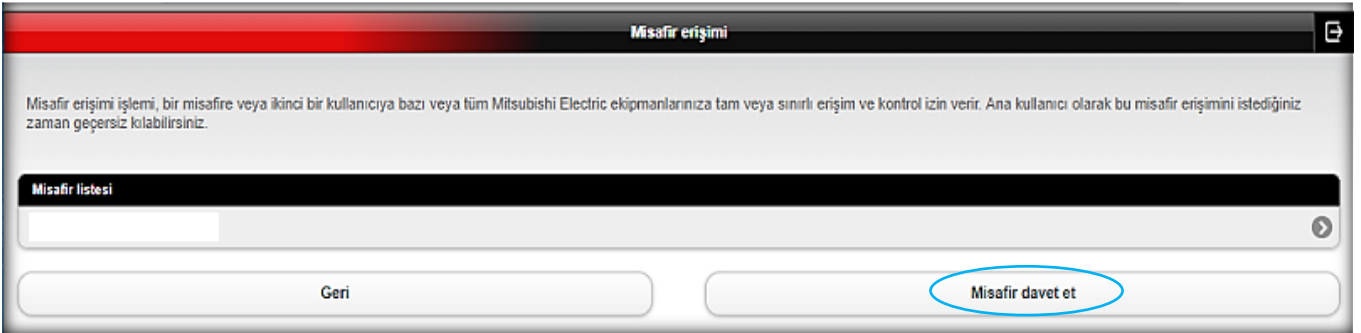 Misafir erişimi
Misafir erişimi işlemi, bir misafire veya ikinci bir kullanıcıya bazı veya tüm Mitsubishi Electric ekipmanlarınıza tam veya sınırlı erişim ve kontrol izin verir. Ana kullanıcı olarak bu misafir erişimini istediğiniz
zaman geçersiz kılabilirsiniz.
Misafir listesi
Geri
Misafir davet et